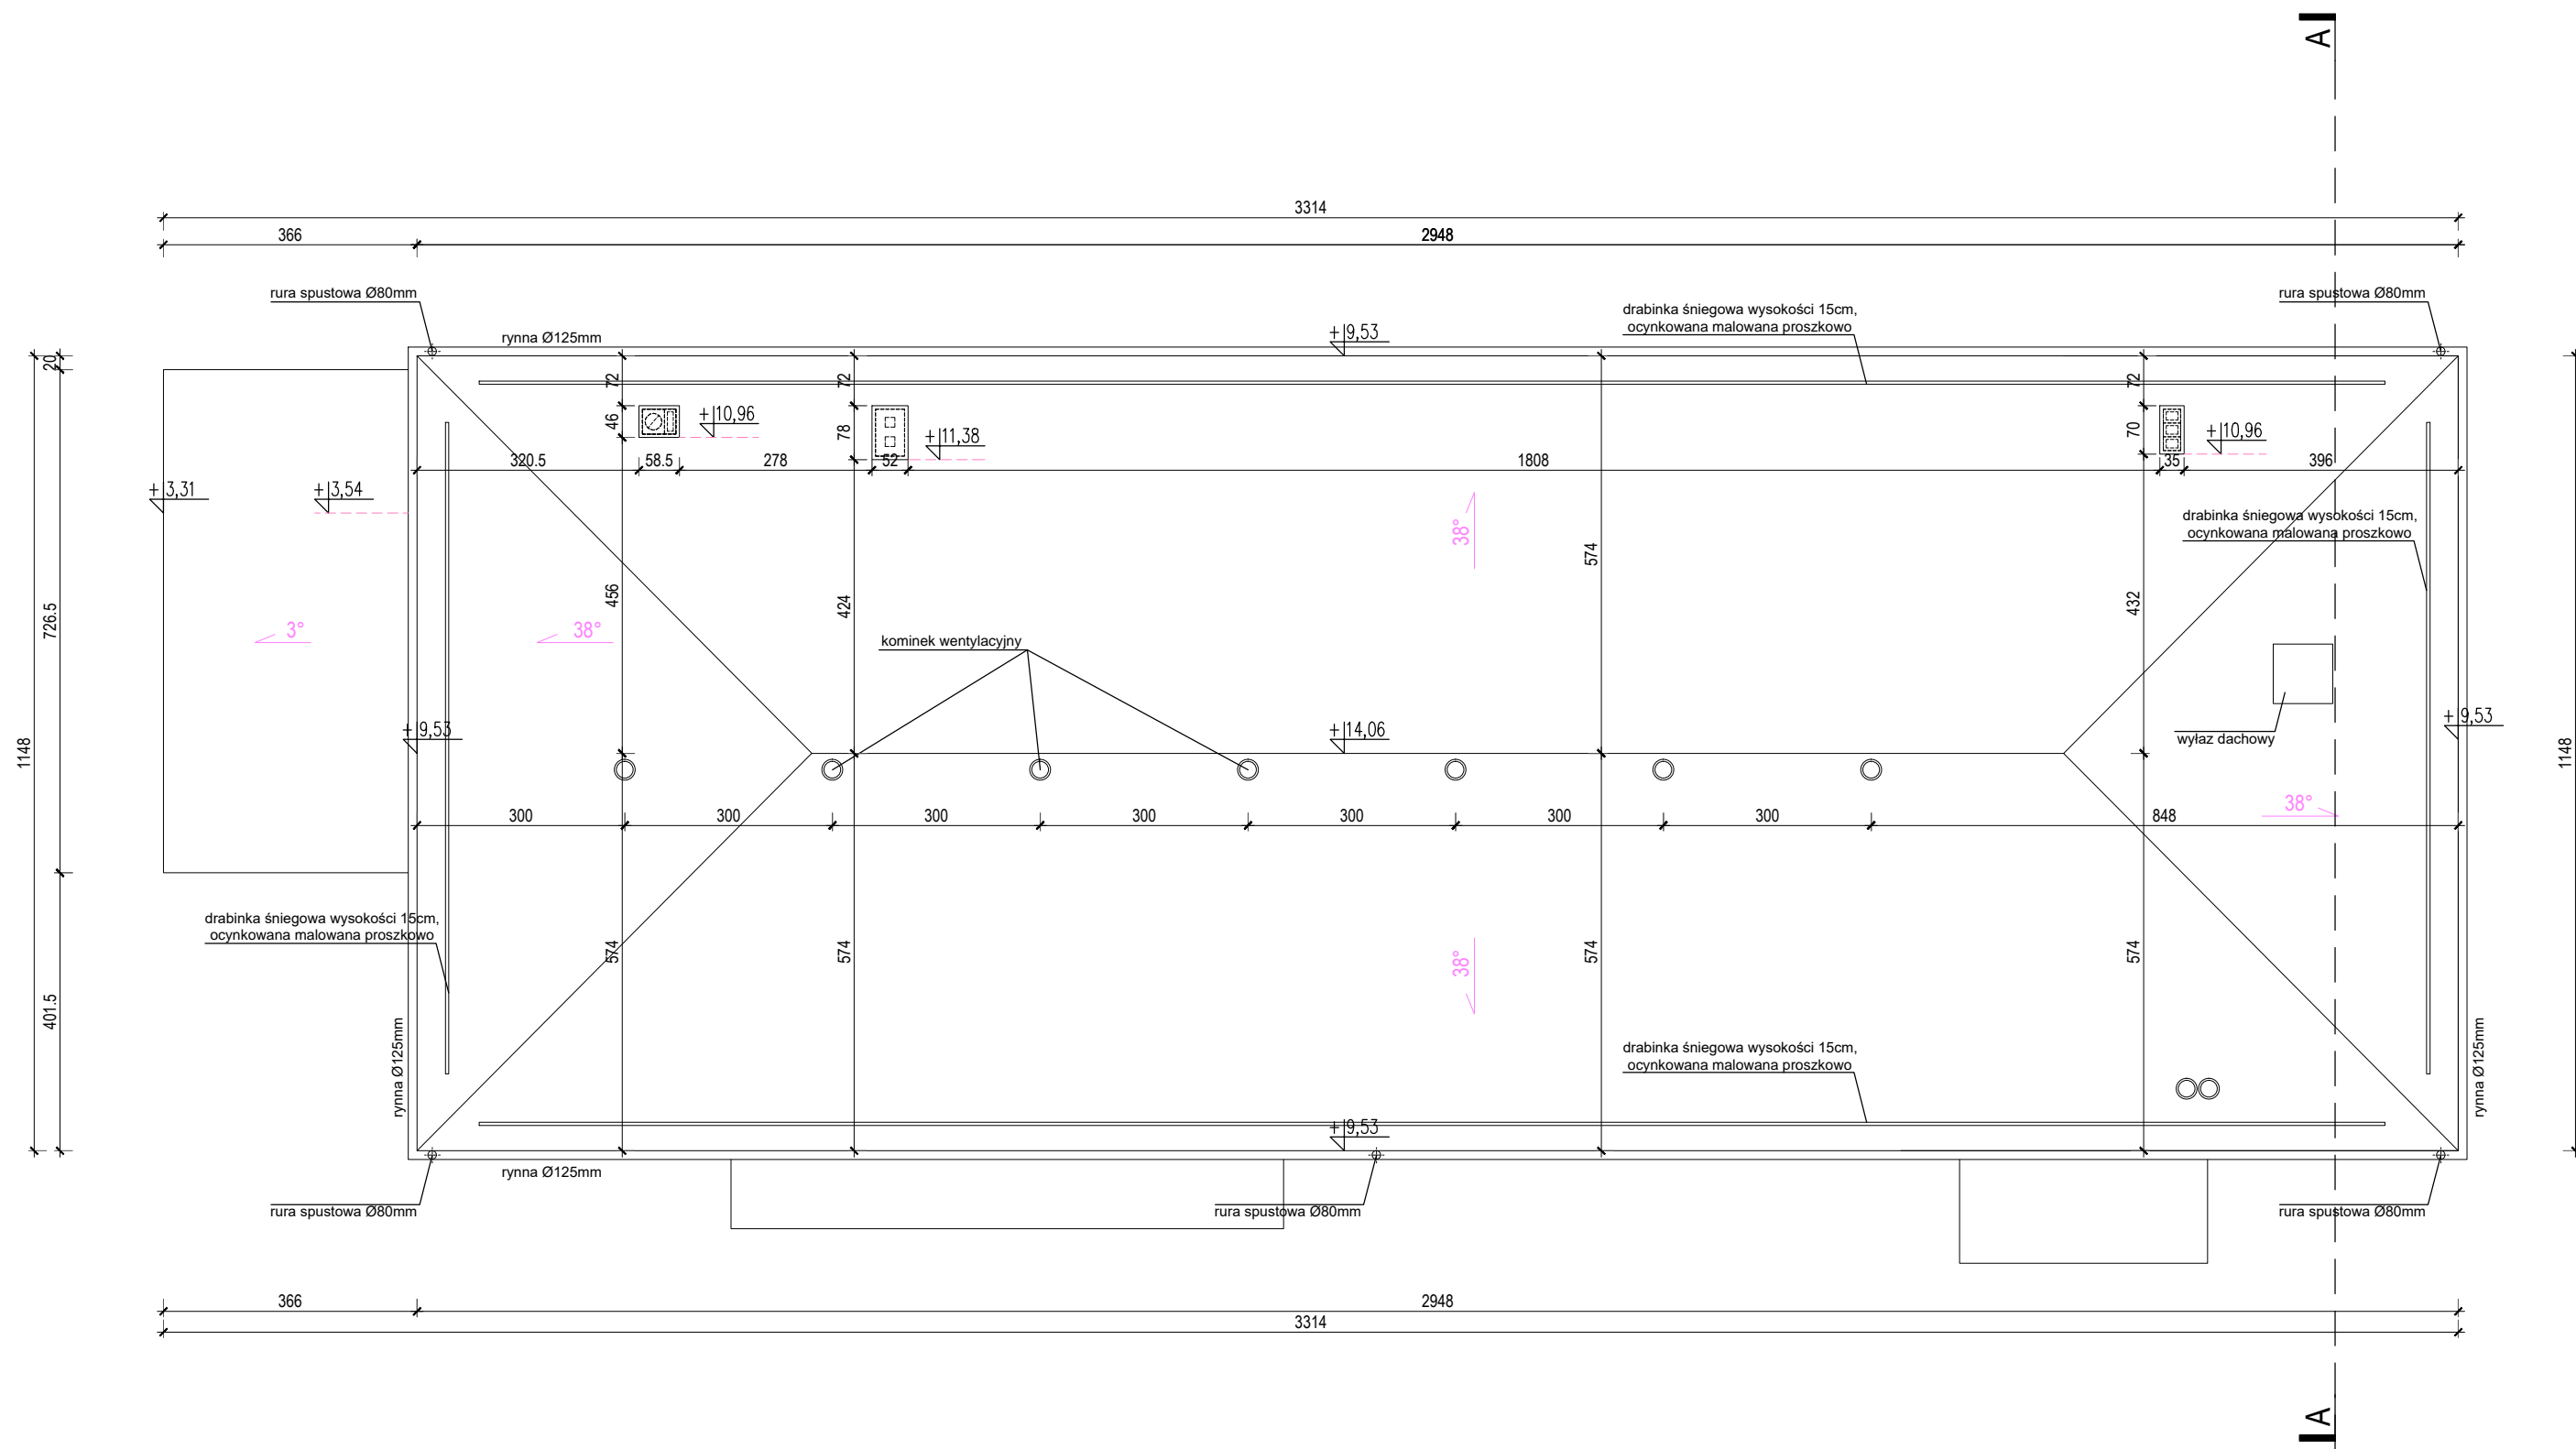 A
3314
366
2948
rura spustowa Ø80mm
rura spustowa Ø80mm
drabinka śniegowa wysokości 15cm,
ocynkowana malowana proszkowo
rynna Ø125mm
+9,53
20
72
72
72
46
+10,96
78
+11,38
70
+10,96
320.5
58.5
278
52
1808
35
396
+3,31
+3,54
drabinka śniegowa wysokości 15cm,
ocynkowana malowana proszkowo
38°
574
456
424
432
726.5
3°
38°
kominek wentylacyjny
1148
+9,53
+14,06
+9,53
wyłaz dachowy
1148
300
300
300
300
300
300
300
848
38°
drabinka śniegowa wysokości 15cm,
ocynkowana malowana proszkowo
574
574
574
574
38°
401.5
rynna Ø125mm
drabinka śniegowa wysokości 15cm,
ocynkowana malowana proszkowo
rynna Ø125mm
+9,53
rynna Ø125mm
rura spustowa Ø80mm
rura spustowa Ø80mm
rura spustowa Ø80mm
366
2948
3314
A